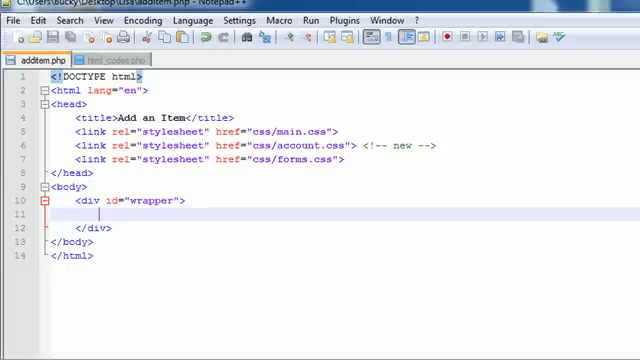 C:\Users\Bucky\Desktop\Lisa\additem.php - Notepad++
File Edit Search View Encoding Language Settings Macro Run Plugins Window ?
additem.php html_codee.php
1 <!DOCTYPE html>
2 <html lang="en">
3 <head>
4 <title>Add an Item</title>
5 <link rel="stylesheet" href="css/main.css">
6 <link rel="stylesheet" href="css/account.css"> <!-- new -->
7 <link rel="stylesheet" href="css/forms.css">
8 </head>
9 <body>
10 <div id="wrapper">
11
12 </div>
13 </body>
14 </html>